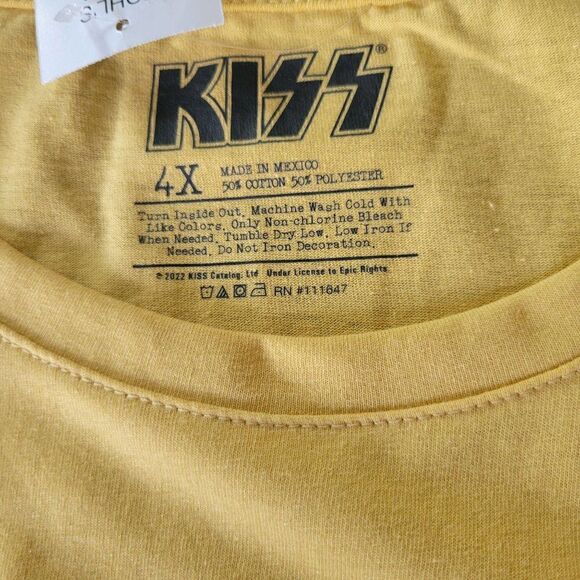 KISS®
4X
MADE IN MEXICO
50% COTTON 50% POLYESTER
Turn Inside Out. Machine Wash Cold With
Like Colors. Only Non-chlorine Bleach
When Needed. Tumble Dry Low. Low Iron If
Needed. Do Not Iron Decoration.
© 2022 KISS Catalog, Ltd Under License to Epic Rights
RN #111647